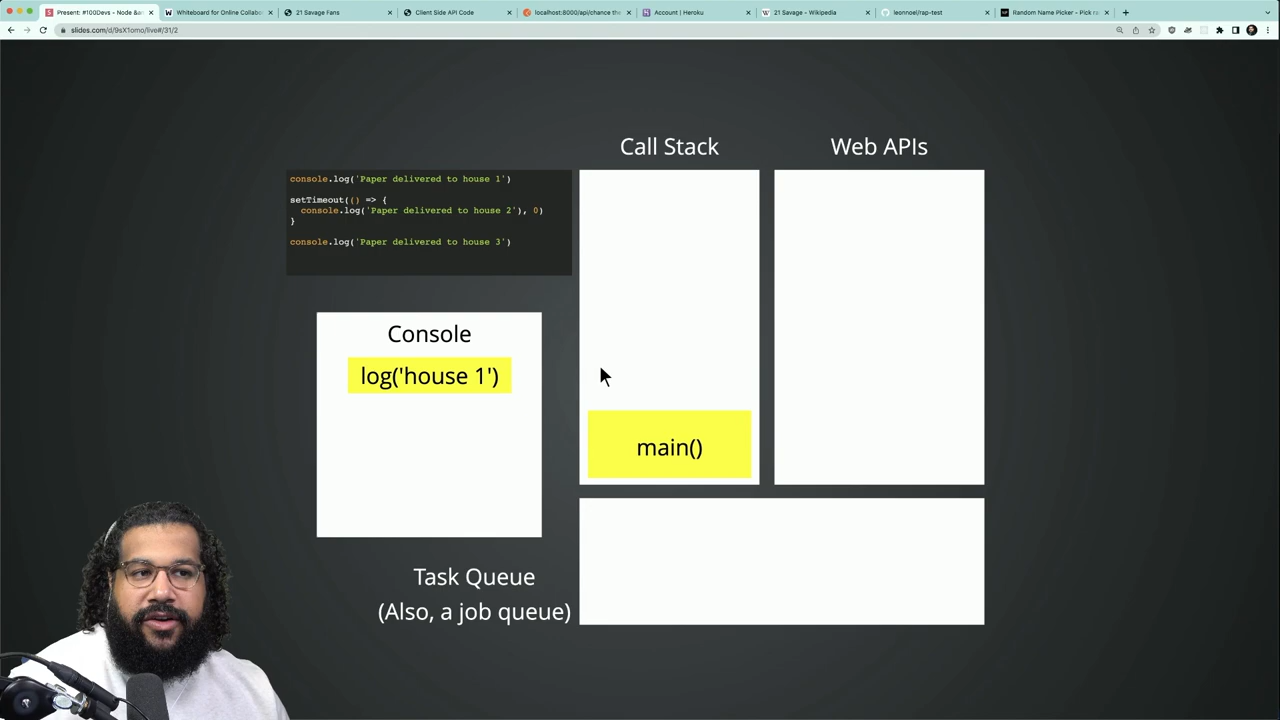 Present: #100Devs - Node &a
Whiteboard for Online Collabo
21 Savage Fans
Client Side API Code
localhost:8000/api/chance the
Account | Heroku
21 Savage - Wikipedia
leonnoel/rap-test
Random Name Picker - Pick ra
slides.com/d/9sX1omo/live#/31/2
Call Stack
Web APIs
console.log('Paper delivered to house 1')
setTimeout(() => {
console.log('Paper delivered to house 2'), 0)
}
console.log('Paper delivered to house 3')
Console
log('house 1')
main()
Task Queue
(Also, a job queue)